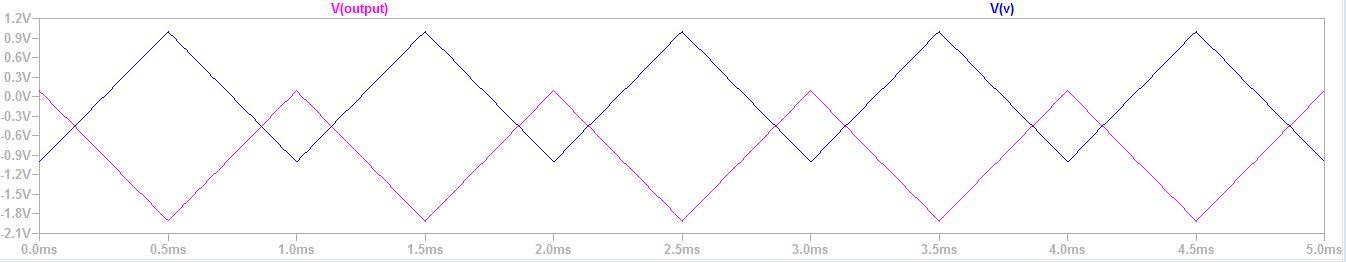 V(output) V(v)
1.2V
0.9V
0.6V
0.3V
0.0V
-0.3V
-0.6V
-0.9V
-1.2V
-1.5V
-1.8V
-2.1V
0.0ms 0.5ms 1.0ms 1.5ms 2.0ms 2.5ms 3.0ms 3.5ms 4.0ms 4.5ms 5.0ms